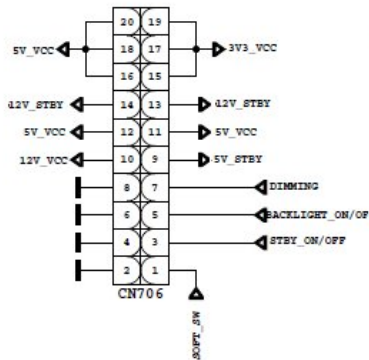 20 19
5V_VCC 18 17 3V3_VCC
16 15
12V_STBY 14 13 12V_STBY
5V_VCC 12 11 5V_VCC
12V_VCC 10 9 5V_STBY
8 7 DIMMING
6 5 BACKLIGHT_ON/OF
4 3 STBY_ON/OFF
2 1
CN706
SOFT_SW